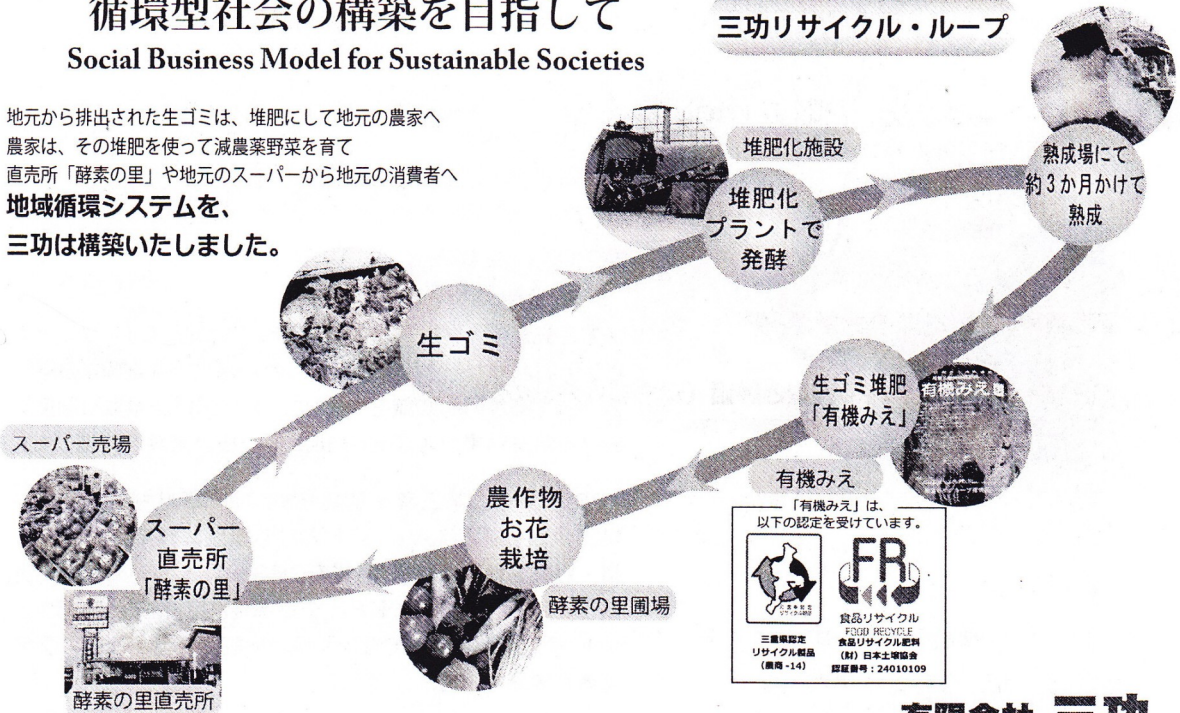 循環型社会の構築を目指して
Social Business Model for Sustainable Societies
地元から排出された生ゴミは、堆肥にして地元の農家へ
農家は、その堆肥を使って減農薬野菜を育て
直売所「酵素の里」や地元のスーパーから地元の消費者へ
地域循環システムを、
三功は構築いたしました。
三功リサイクル・ループ
堆肥化施設
堆肥化
プラントで
発酵
熟成場にて
約3か月かけて
熟成
生ゴミ
生ゴミ堆肥
「有機みえ」
有機みえ
有機みえ
スーパー売場
スーパー
直売所
「酵素の里」
酵素の里直売所
農作物
お花
栽培
酵素の里圃場
「有機みえ」は、
以下の認定を受けています。
三重県認定
リサイクル製品
(農商-14)
FR
食品リサイクル
FOOD RECYCLE
食品リサイクル肥料
(財)日本土壌協会
認証番号:24010109
有限会社 三功